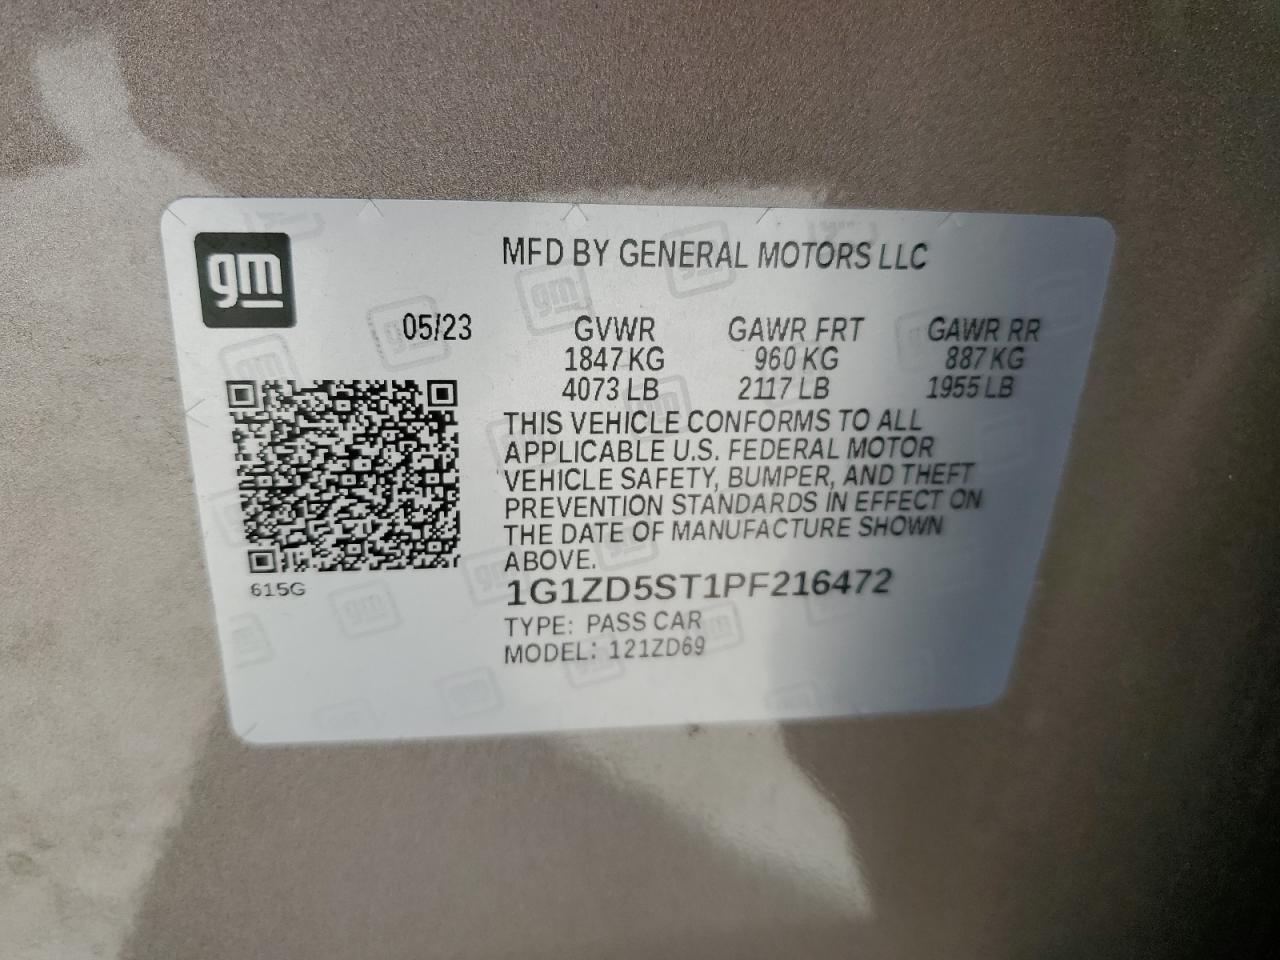 gm
MFD BY GENERAL MOTORS LLC
05/23 GVWR GAWR FRT GAWR RR
1847 KG 960 KG 887 KG
4073 LB 2117 LB 1955 LB
THIS VEHICLE CONFORMS TO ALL
APPLICABLE U.S. FEDERAL MOTOR
VEHICLE SAFETY, BUMPER, AND THEFT
PREVENTION STANDARDS IN EFFECT ON
THE DATE OF MANUFACTURE SHOWN
ABOVE.
615G
1G1ZD5ST1PF216472
TYPE: PASS CAR
MODEL: 121ZD69